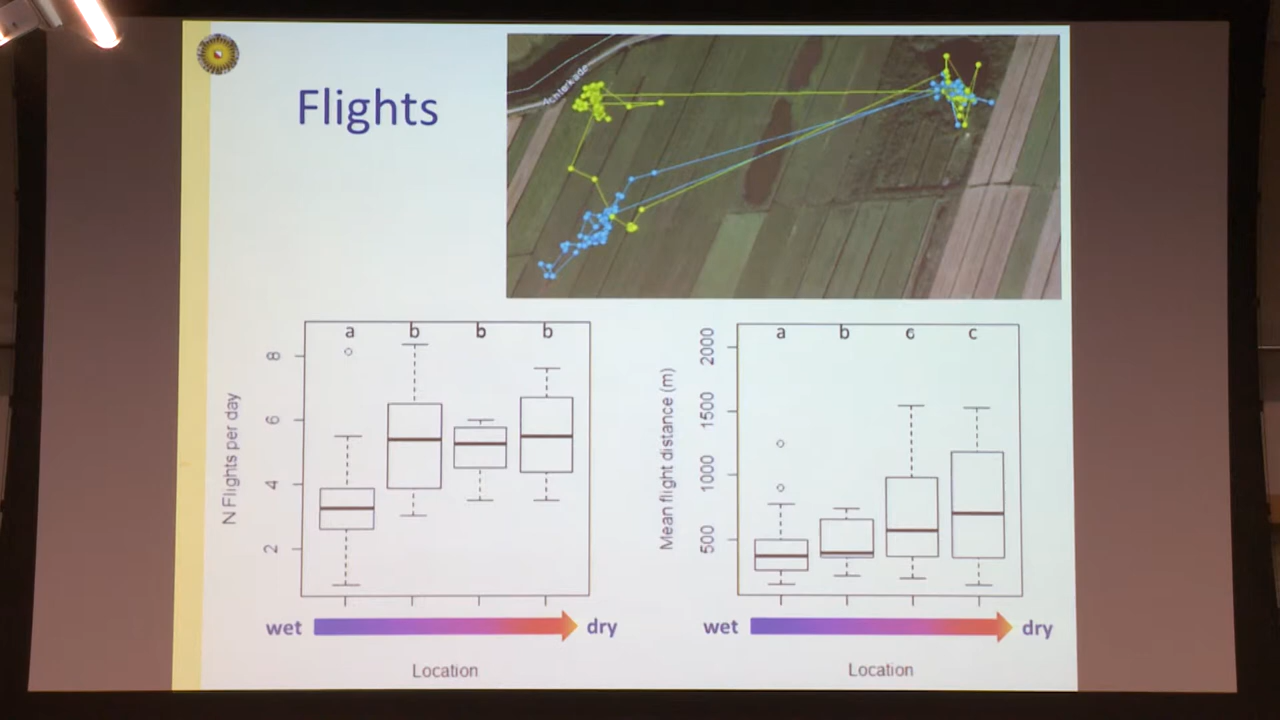 Flights
Achterkade
a b b b
N Flights per day
8
6
4
2
wet dry
Location
a b c c
Mean flight distance (m)
2000
1500
1000
500
wet dry
Location